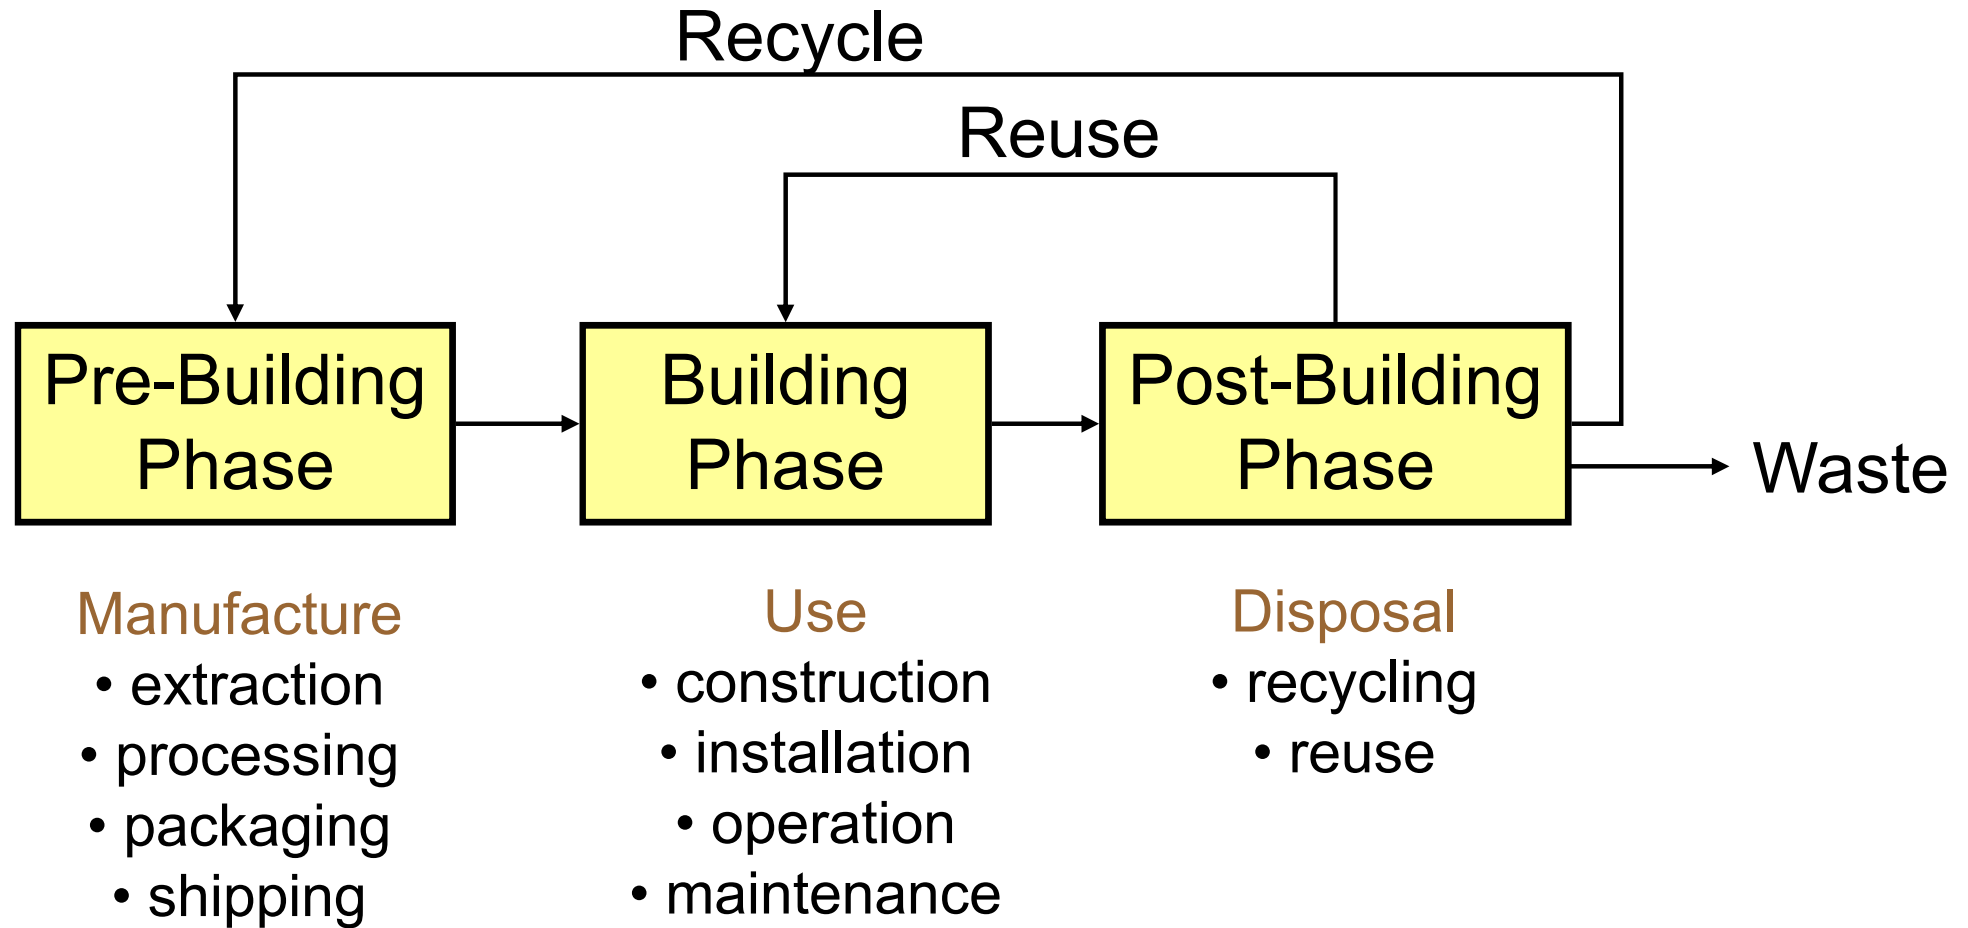 Recycle
Reuse
Pre-Building
Phase
Building
Phase
Post-Building
Phase
Waste
Manufacture
• extraction
• processing
• packaging
• shipping
Use
• construction
• installation
• operation
• maintenance
Disposal
• recycling
• reuse